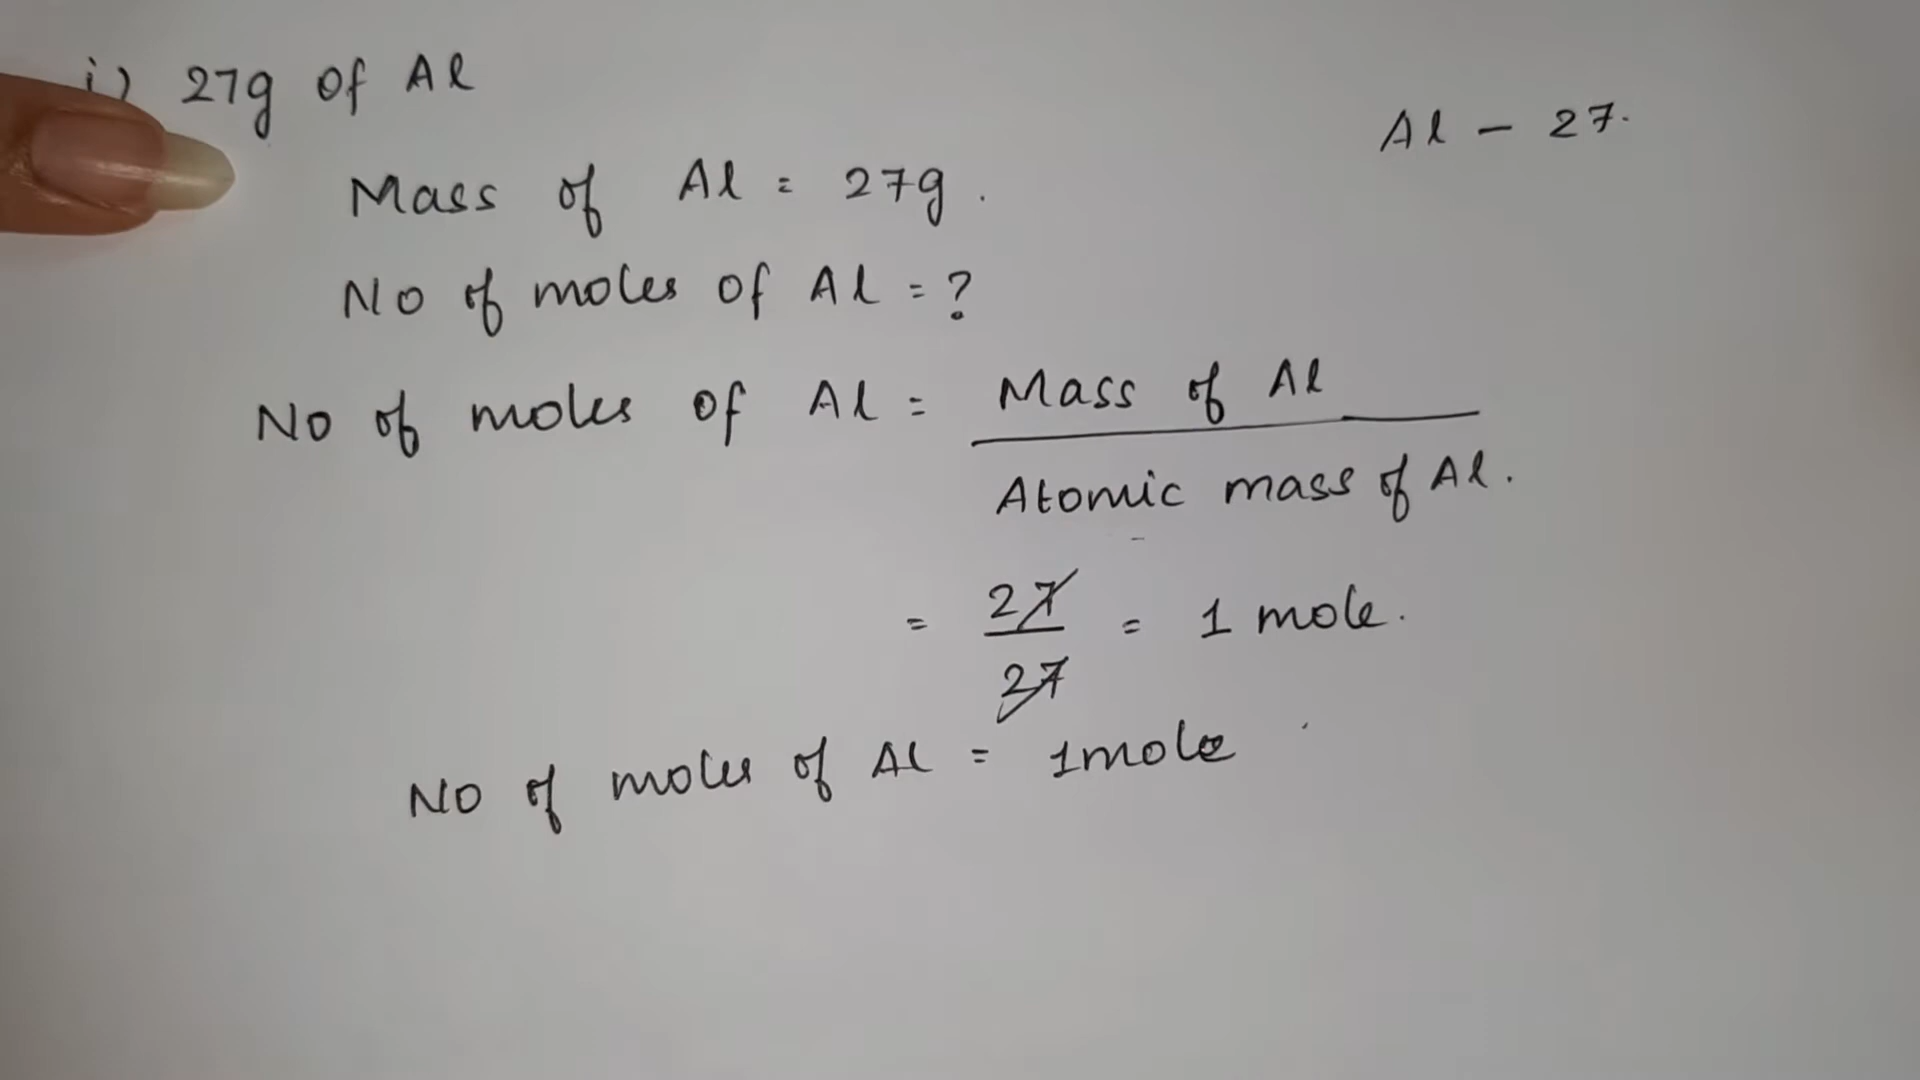 i) 27g of Al
Al - 27.
Mass of Al = 27g.
No of moles of Al = ?
No of moles of Al = Mass of Al
Atomic mass of Al.
= 27 = 1 mole.
27
No of moles of Al = 1mole